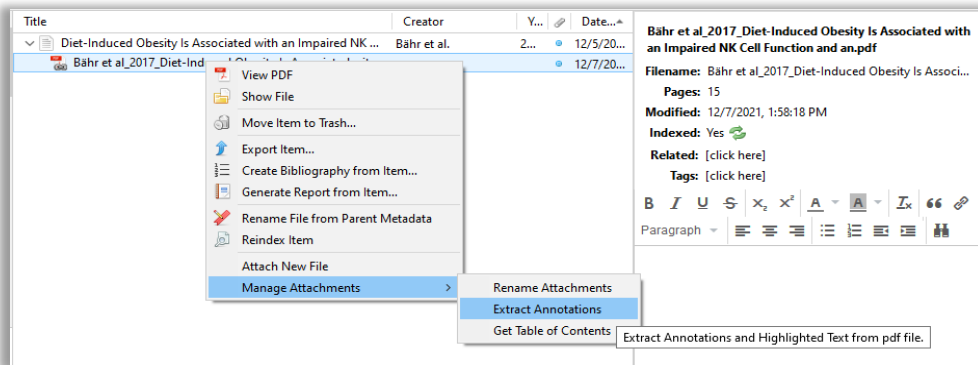 Title Creator Y... Date...
Diet-Induced Obesity Is Associated with an Impaired NK ... Bähr et al. 2... 12/5/20...
Bähr et al_2017_Diet-Ind 12/7/20...
View PDF
Show File
Move Item to Trash...
Export Item...
Create Bibliography from Item...
Generate Report from Item...
Rename File from Parent Metadata
Reindex Item
Attach New File
Manage Attachments >
Rename Attachments
Extract Annotations
Get Table of Contents
Extract Annotations and Highlighted Text from pdf file.
Bähr et al_2017_Diet-Induced Obesity Is Associated with
an Impaired NK Cell Function and an.pdf
Filename: Bähr et al_2017_Diet-Induced Obesity Is Associ...
Pages: 15
Modified: 12/7/2021, 1:58:18 PM
Indexed: Yes
Related: [click here]
Tags: [click here]
B I U S X₂ X² A A Tx
Paragraph